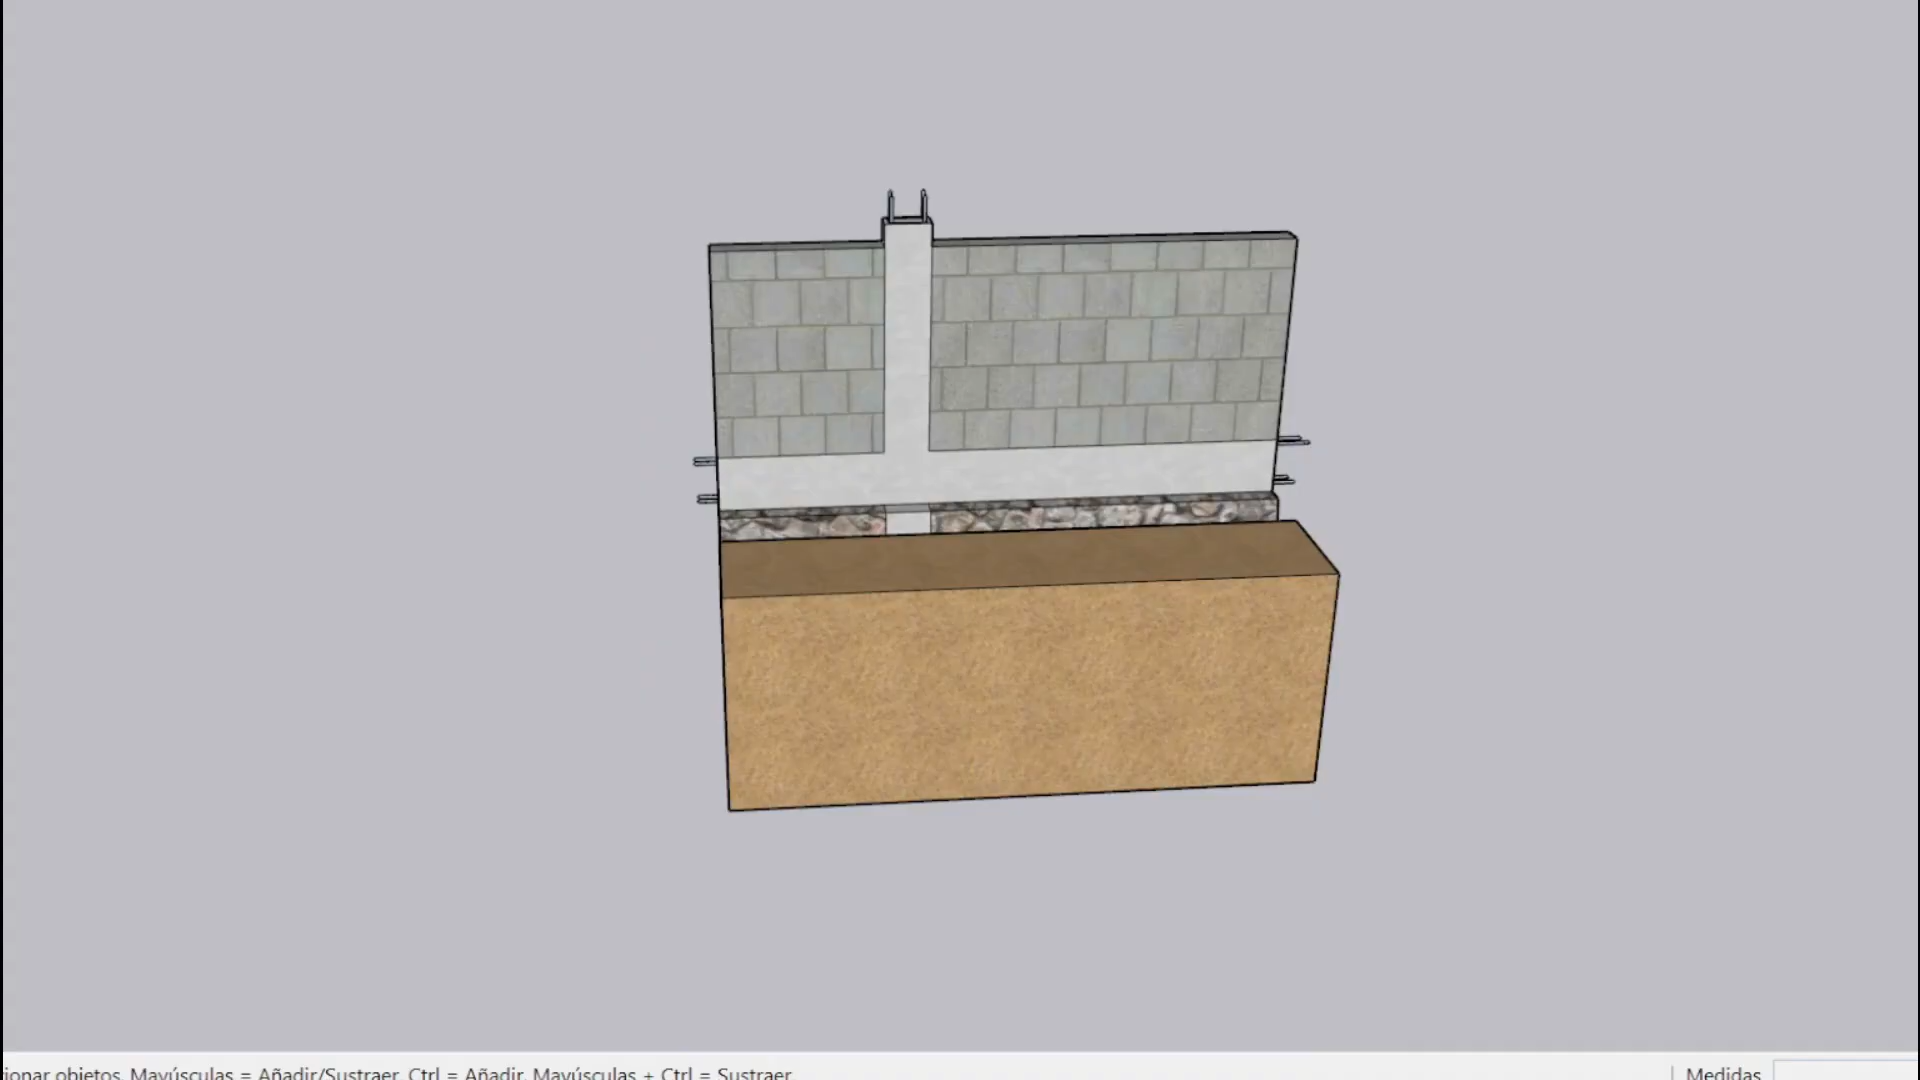 ionar objetos. Mayúsculas = Añadir/Sustraer. Ctrl = Añadir. Mayúsculas + Ctrl = Sustraer.
Medidas